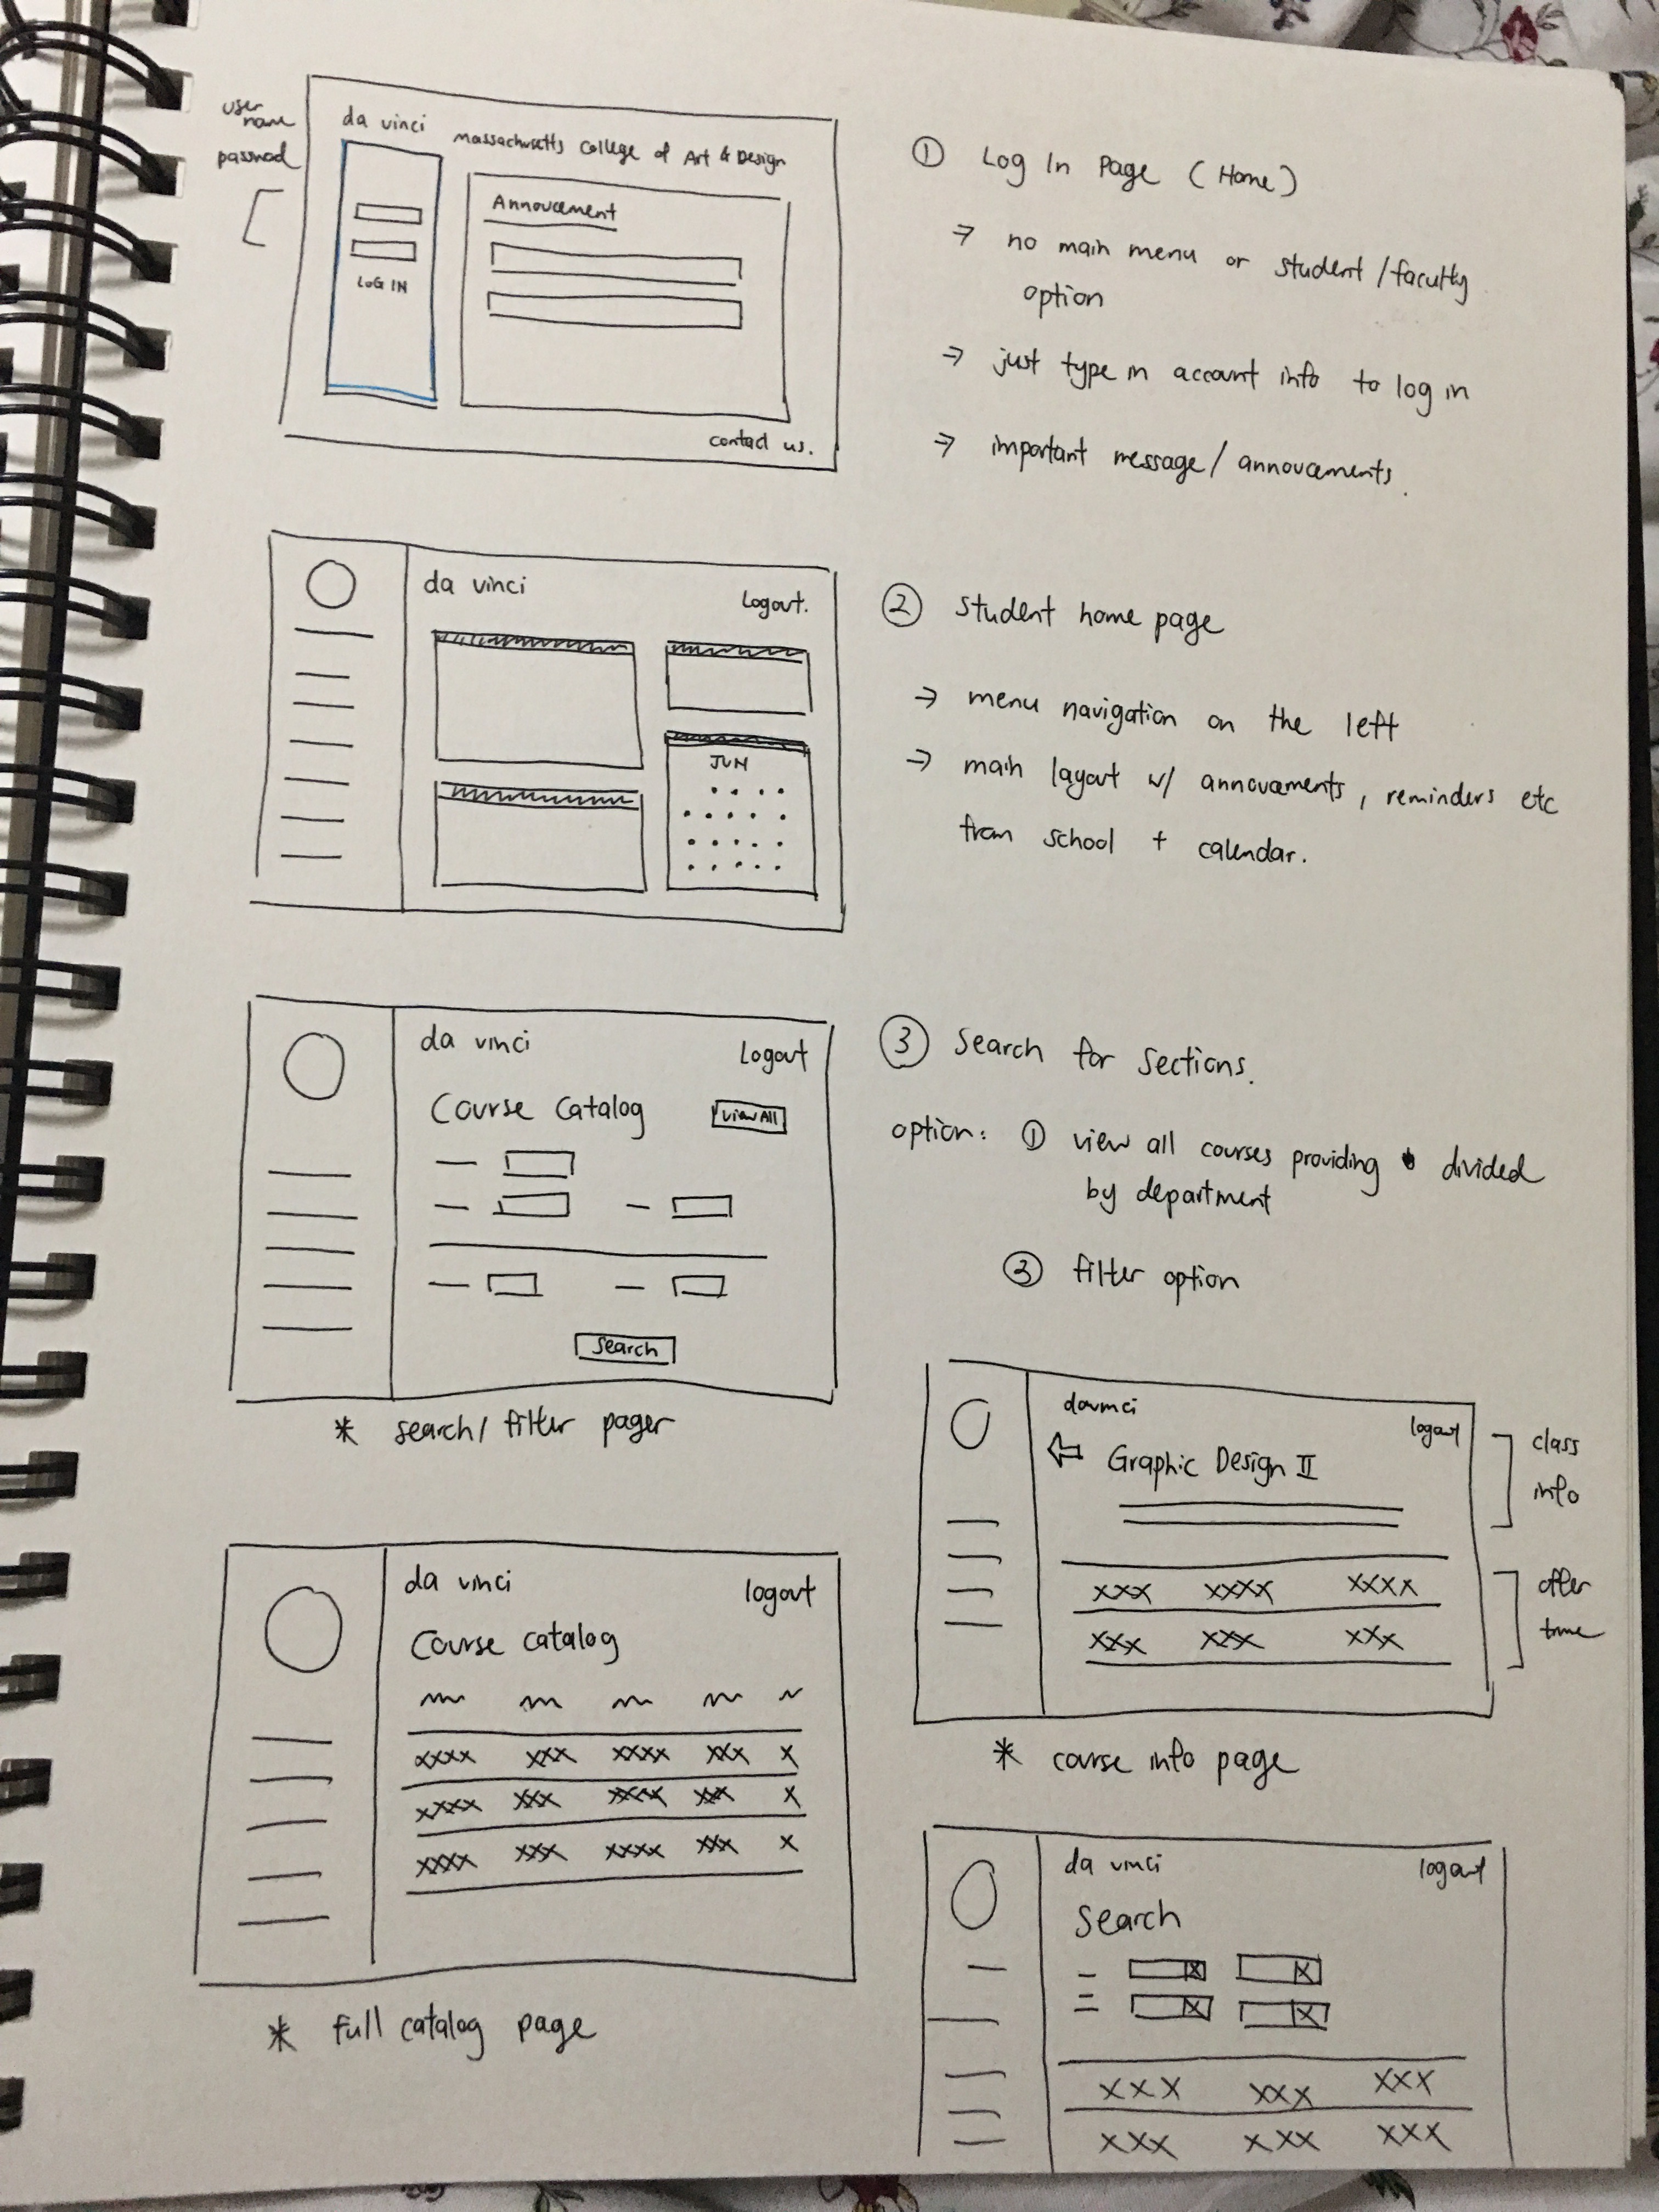 user
name
password
da vinci
Massachusetts College of Art & Design
Annoucement
LOG IN
contact us.
① Log In Page (Home)
→ no main menu or student/faculty
option
→ just type in account info to log in
→ important message/annoucements.
da vinci
Logout.
JUN
② Student home page
→ menu navigation on the left
→ main layout w/ annoucements, reminders etc
from school + calendar.
da vinci
Logout
Course Catalog
View All
Search
* search/ filter pager
③ Search for Sections.
option: ① view all courses providing divided
by department
② filter option
davinci
logout
⇐ Graphic Design II
xxx xxxx xxxx
xxx xxx xxx
class
info
offer
time
* course info page
da vinci
logout
Course catalog
xxxx xxx xxxx xxx x
xxxx xxx xxxx xxx x
xxxx xxx xxxx xxx x
* full catalog page
da vinci
logout
Search
x x
x x
xxx xxx xxx
xxx xxx xxx